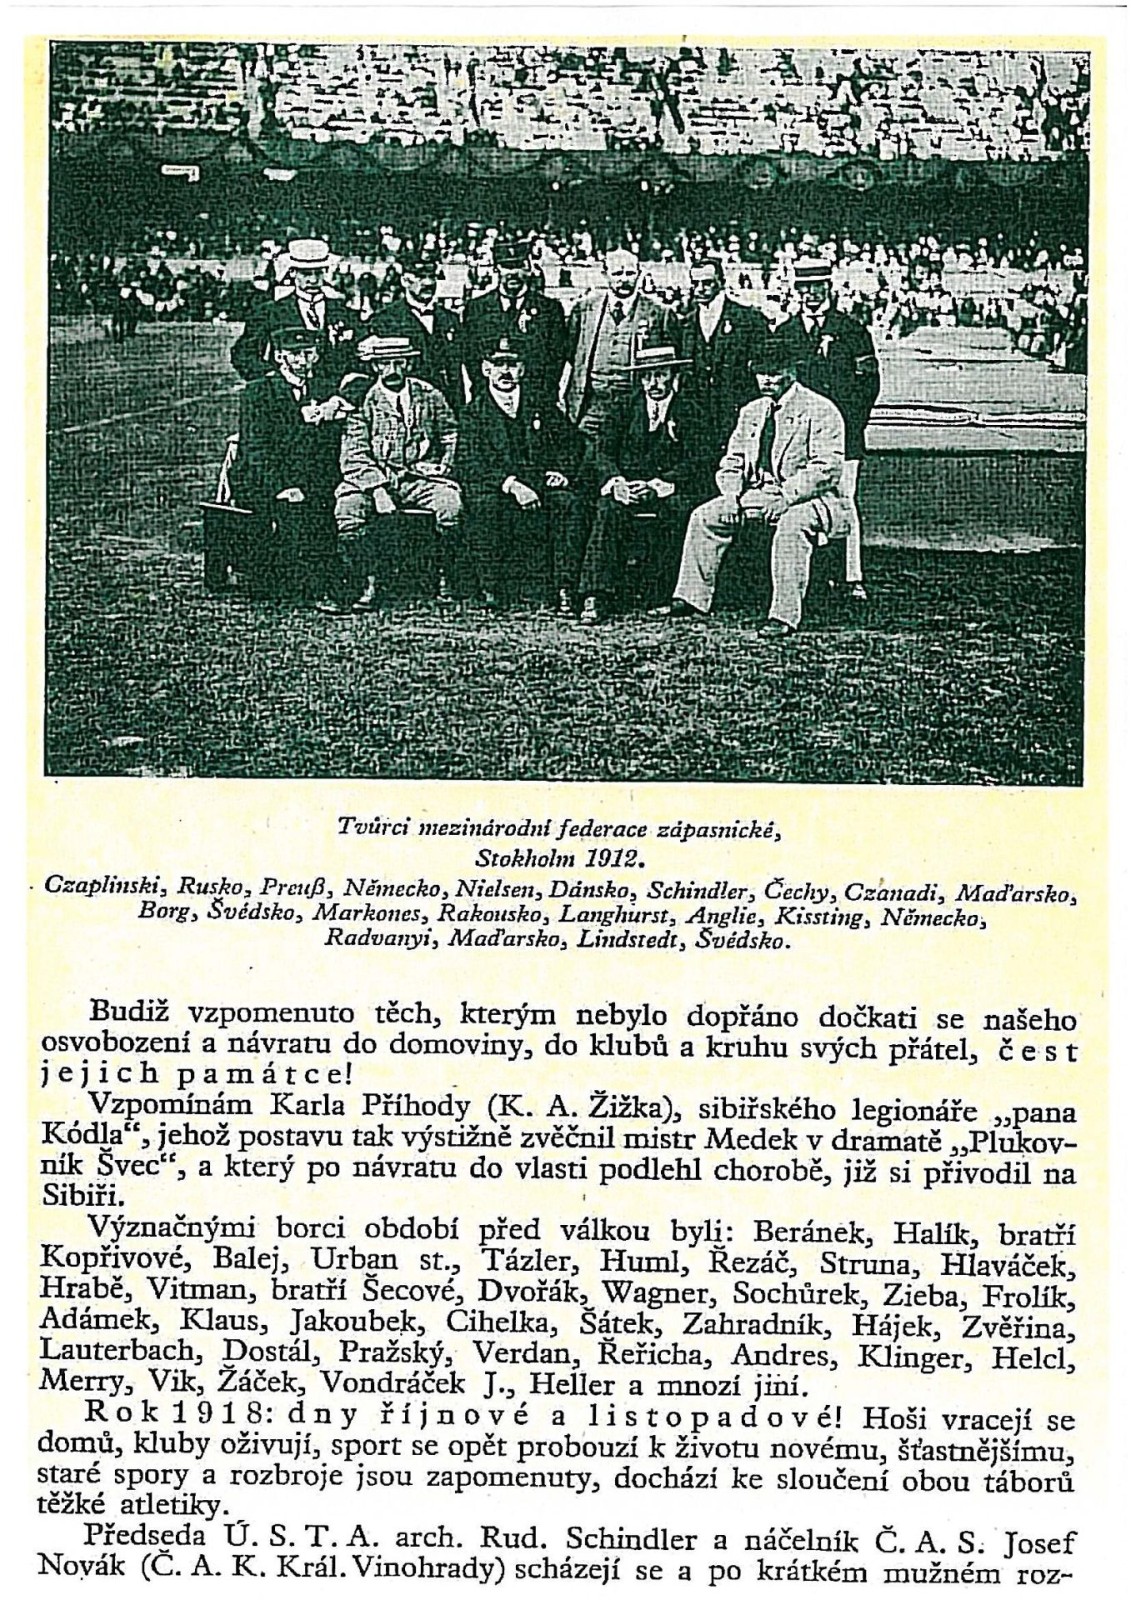 Tvůrci mezinárodní federace zápasnické,
Stokholm 1912.
Czaplinski, Rusko, Preuß, Německo, Nielsen, Dánsko, Schindler, Čechy, Czánadi, Maďarsko,
Borg, Švédsko, Markones, Rakousko, Langhurst, Anglie, Kissting, Německo,
Radvanyi, Maďarsko, Lindstedt, Švédsko.
Budiž vzpomenuto těch, kterým nebylo dopřáno dočkati se našeho
osvobození a návratu do domoviny, do klubů a kruhu svých přátel, čest
jejich památce!
Vzpomínám Karla Příhody (K. A. Žižka), sibiřského legionáře „pana
Kódla“, jehož postavu tak výstižně zvěčnil mistr Medek v dramatě „Plukov-
ník Švec“, a který po návratu do vlasti podlehl chorobě, již si přivodil na
Sibiři.
Význačnými borci období před válkou byli: Beránek, Halík, bratří
Kopřivové, Balej, Urban st., Tázler, Huml, Řezáč, Struna, Hlaváček,
Hrabě, Vitman, bratří Šecové, Dvořák, Wagner, Sochůrek, Zieba, Frolík,
Adámek, Klaus, Jakoubek, Cihelka, Šátek, Zahradník, Hájek, Zvěřina,
Lauterbach, Dostál, Pražský, Verdan, Řeřicha, Andres, Klinger, Helcl,
Merry, Vik, Žáček, Vondráček J., Heller a mnozí jiní.
Rok 1918: dny říjnové a listopadové! Hoši vracejí se
domů, kluby oživují, sport se opět probouzí k životu novému, šťastnějšímu,
staré spory a rozbroje jsou zapomenuty, dochází ke sloučení obou táborů
těžké atletiky.
Předseda Ú. S. T. A. arch. Rud. Schindler a náčelník Č. A. S. Josef
Novák (Č. A. K. Král. Vinohrady) scházejí se a po krátkém mužném roz-